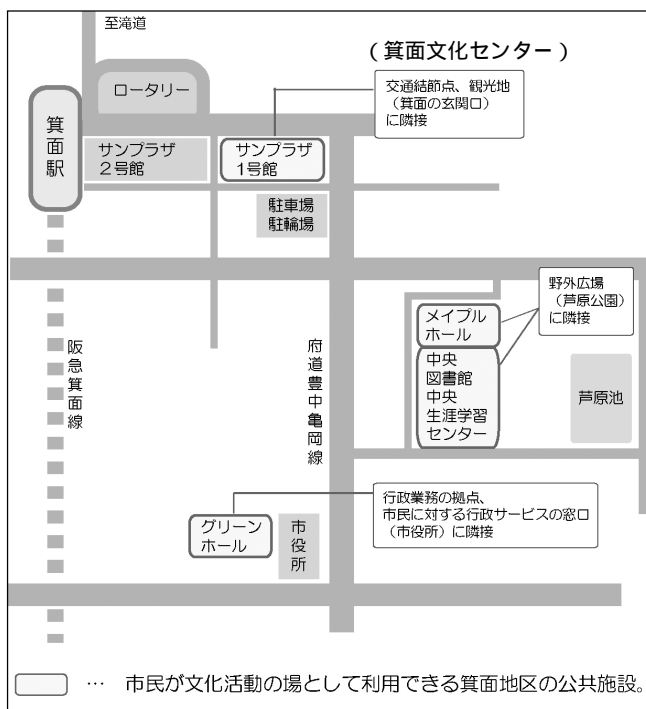 至滝道
（箕面文化センター）
ロータリー
交通結節点、観光地
（箕面の玄関口）
に隣接
箕面駅
サンプラザ
２号館
サンプラザ
１号館
駐車場
駐輪場
野外広場
（芦原公園）
に隣接
メイプル
ホール
中央
図書館
中央
生涯学習
センター
芦原池
阪急箕面線
府道豊中亀岡線
行政業務の拠点、
市民に対する行政サービスの窓口
（市役所）に隣接
グリーン
ホール
市役所
… 市民が文化活動の場として利用できる箕面地区の公共施設。